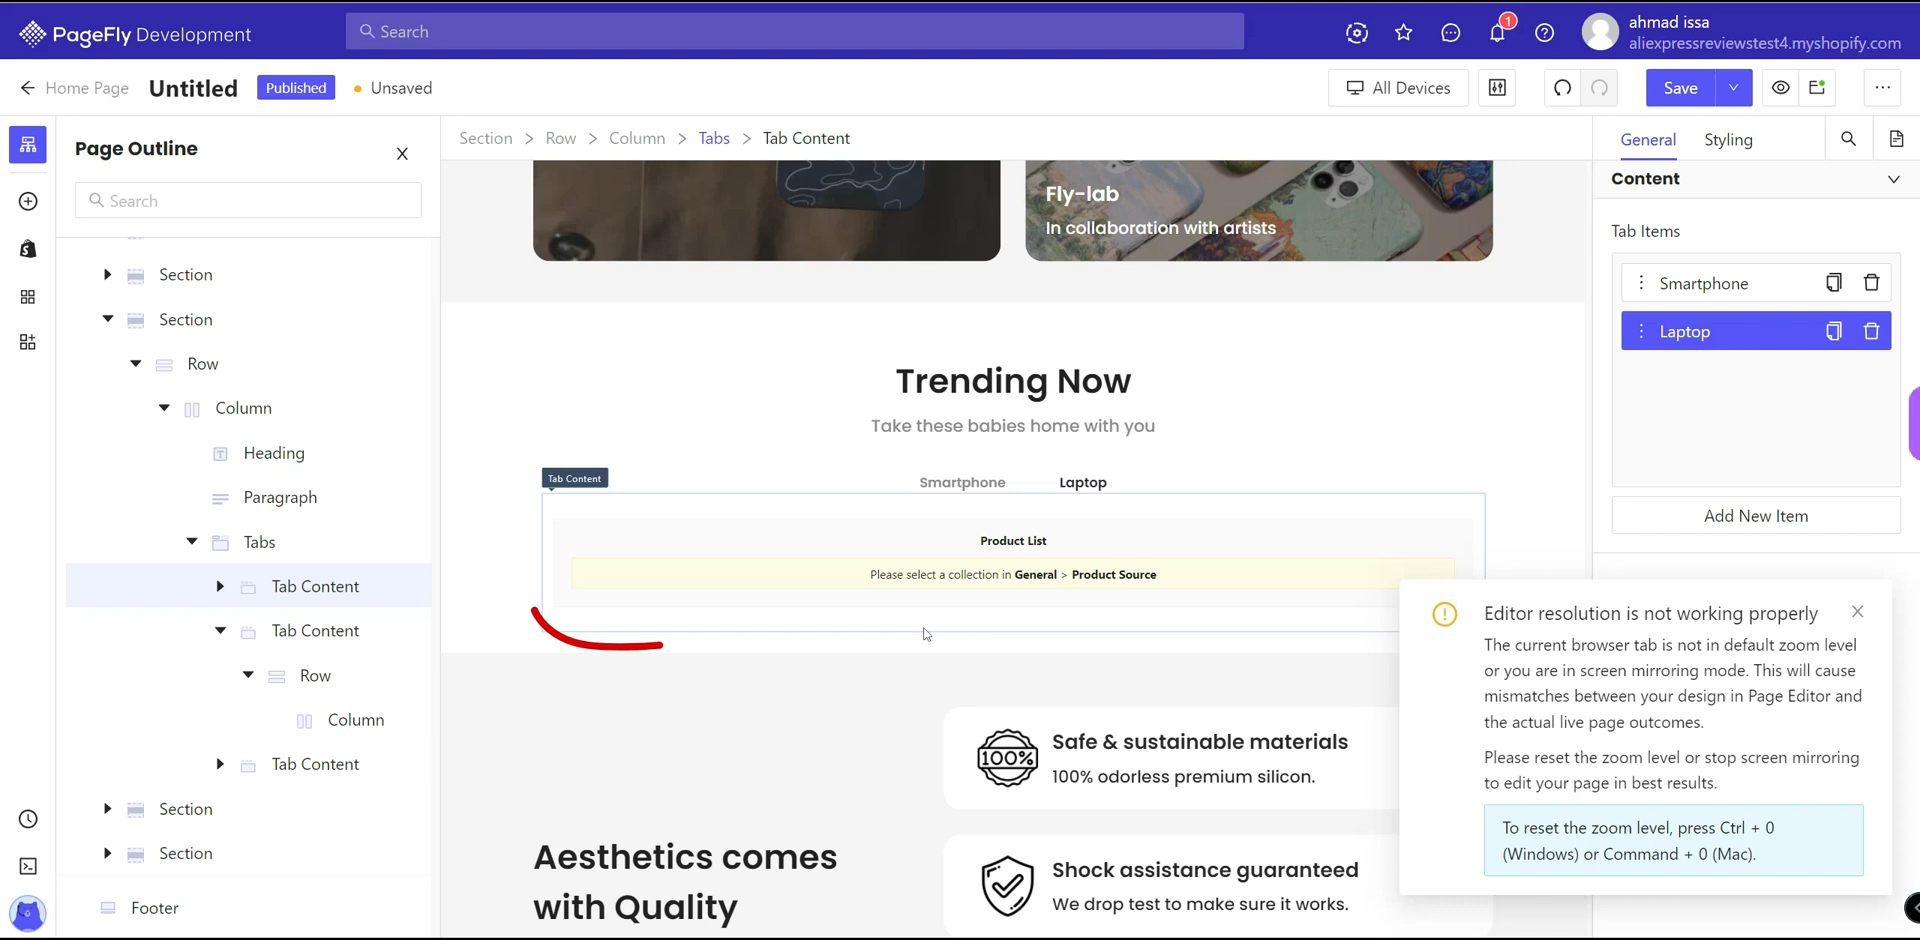 PageFly Development
Search
1
ahmad issa
aliexpressreviewstest4.myshopify.com
Home Page
Untitled
Published
Unsaved
All Devices
Save
Page Outline
Search
Section
Section
Row
Column
Heading
Paragraph
Tabs
Tab Content
Tab Content
Row
Column
Tab Content
Section
Section
Footer
Section > Row > Column > Tabs > Tab Content
Fly-lab
In collaboration with artists
Trending Now
Take these babies home with you
Tab Content
Smartphone
Laptop
Product List
Please select a collection in General > Product Source
Aesthetics comes
with Quality
100%
Safe & sustainable materials
100% odorless premium silicon.
Shock assistance guaranteed
We drop test to make sure it works.
General
Styling
Content
Tab Items
Smartphone
Laptop
Add New Item
Editor resolution is not working properly
The current browser tab is not in default zoom level
or you are in screen mirroring mode. This will cause
mismatches between your design in Page Editor and
the actual live page outcomes.
Please reset the zoom level or stop screen mirroring
to edit your page in best results.
To reset the zoom level, press Ctrl + 0
(Windows) or Command + 0 (Mac).